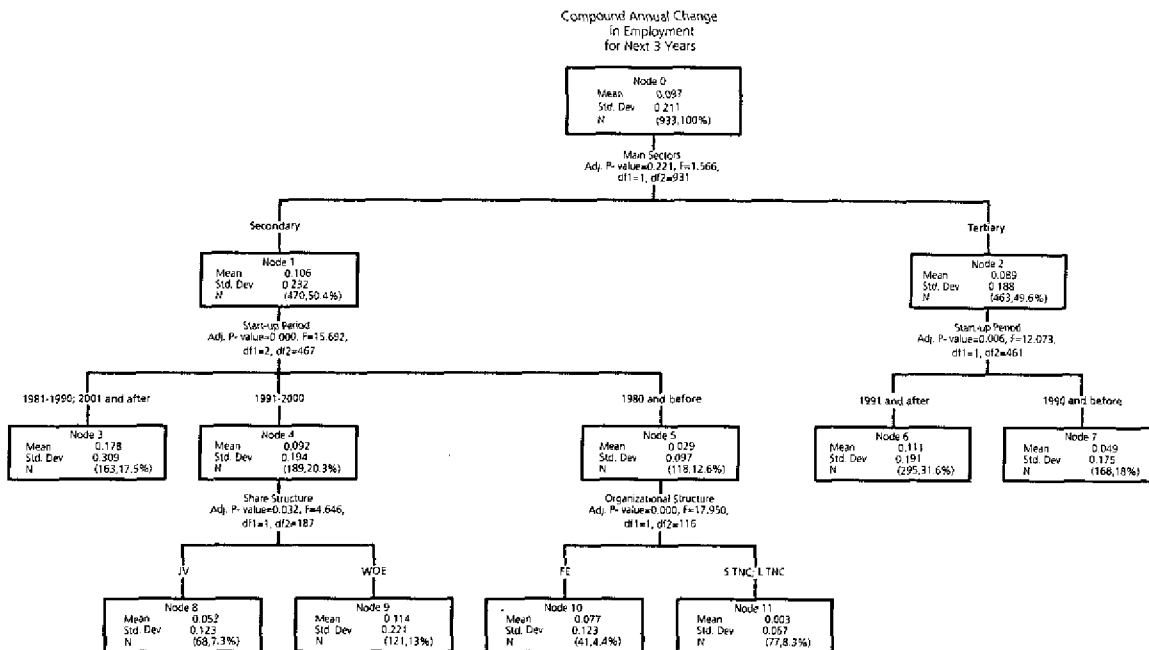 Compound Annual Change
in Employment
for Next 3 Years
Node 0
Mean 0.097
Std. Dev 0.211
N (933,100%)
Main Sectors
Adj. P- value=0.221, F=1.566,
df1=1, df2=931
Secondary
Tertiary
Node 1
Mean 0.106
Std. Dev 0.232
N (470,50.4%)
Node 2
Mean 0.089
Std. Dev 0.188
N (463,49.6%)
Start-up Period
Adj. P- value=0.000, F=15.692,
df1=2, df2=467
Start-up Period
Adj. P- value=0.006, F=12.073,
df1=1, df2=461
1981-1990; 2001 and after
1991-2000
1980 and before
1991 and after
1990 and before
Node 3
Mean 0.178
Std. Dev 0.309
N (163,17.5%)
Node 4
Mean 0.092
Std. Dev 0.194
N (189,20.3%)
Node 5
Mean 0.029
Std. Dev 0.097
N (118,12.6%)
Node 6
Mean 0.111
Std. Dev 0.191
N (295,31.6%)
Node 7
Mean 0.049
Std. Dev 0.175
N (168,18%)
Share Structure
Adj. P- value=0.032, F=4.646,
df1=1, df2=187
Organizational Structure
Adj. P- value=0.000, F=17.950,
df1=1, df2=116
JV
WOE
FE
S TNC; L TNC
Node 8
Mean 0.052
Std. Dev 0.123
N (68,7.3%)
Node 9
Mean 0.114
Std. Dev 0.221
N (121,13%)
Node 10
Mean 0.077
Std. Dev 0.123
N (41,4.4%)
Node 11
Mean 0.003
Std. Dev 0.067
N (77,8.3%)